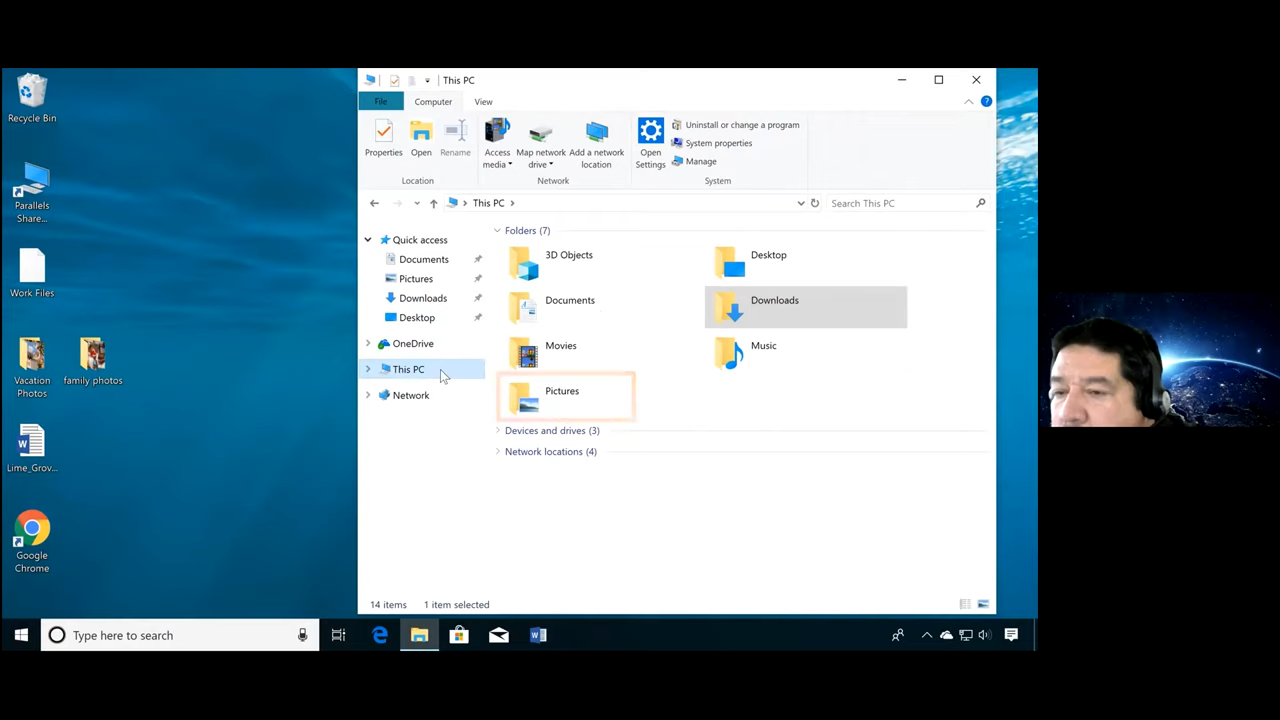 Recycle Bin
Parallels
Share...
Work Files
Vacation
Photos
family photos
Lime_Grov...
Google
Chrome
This PC
File
Computer
View
Properties
Open
Rename
Location
Access
media
Map network
drive
Add a network
location
Network
Open
Settings
Uninstall or change a program
System properties
Manage
System
This PC
Search This PC
Quick access
Documents
Pictures
Downloads
Desktop
OneDrive
This PC
Network
Folders (7)
3D Objects
Desktop
Documents
Downloads
Movies
Music
Pictures
Devices and drives (3)
Network locations (4)
14 items 1 item selected
Type here to search